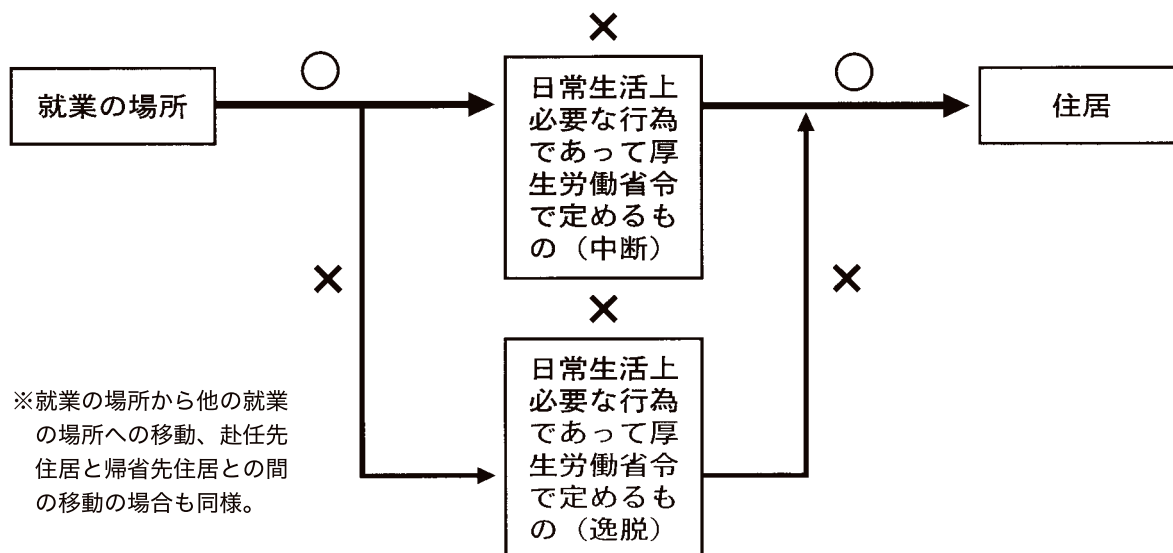 ×
○
○
就業の場所
日常生活上
必要な行為
であって厚
生労働省令
で定めるも
の（中断）
住居
×
×
×
日常生活上
必要な行為
であって厚
生労働省令
で定めるも
の（逸脱）
※就業の場所から他の就業
の場所への移動、赴任先
住居と帰省先住居との間
の移動の場合も同様。